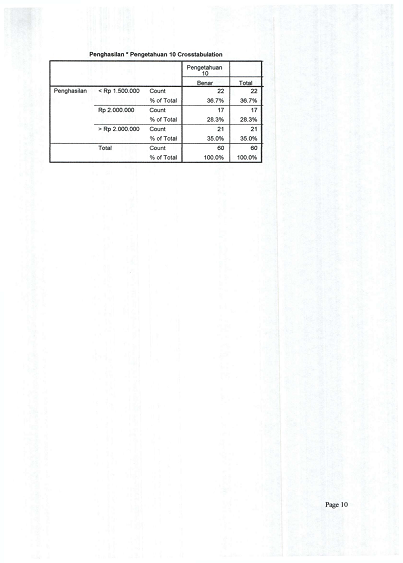 Penghasilan * Pengetahuan 10 Crosstabulation
Pengetahuan
10
Benar Total
Penghasilan < Rp 1.500.000 Count 22 22
% of Total 36.7% 36.7%
Rp 2.000.000 Count 17 17
% of Total 28.3% 28.3%
> Rp 2.000.000 Count 21 21
% of Total 35.0% 35.0%
Total Count 60 60
% of Total 100.0% 100.0%
Page 10